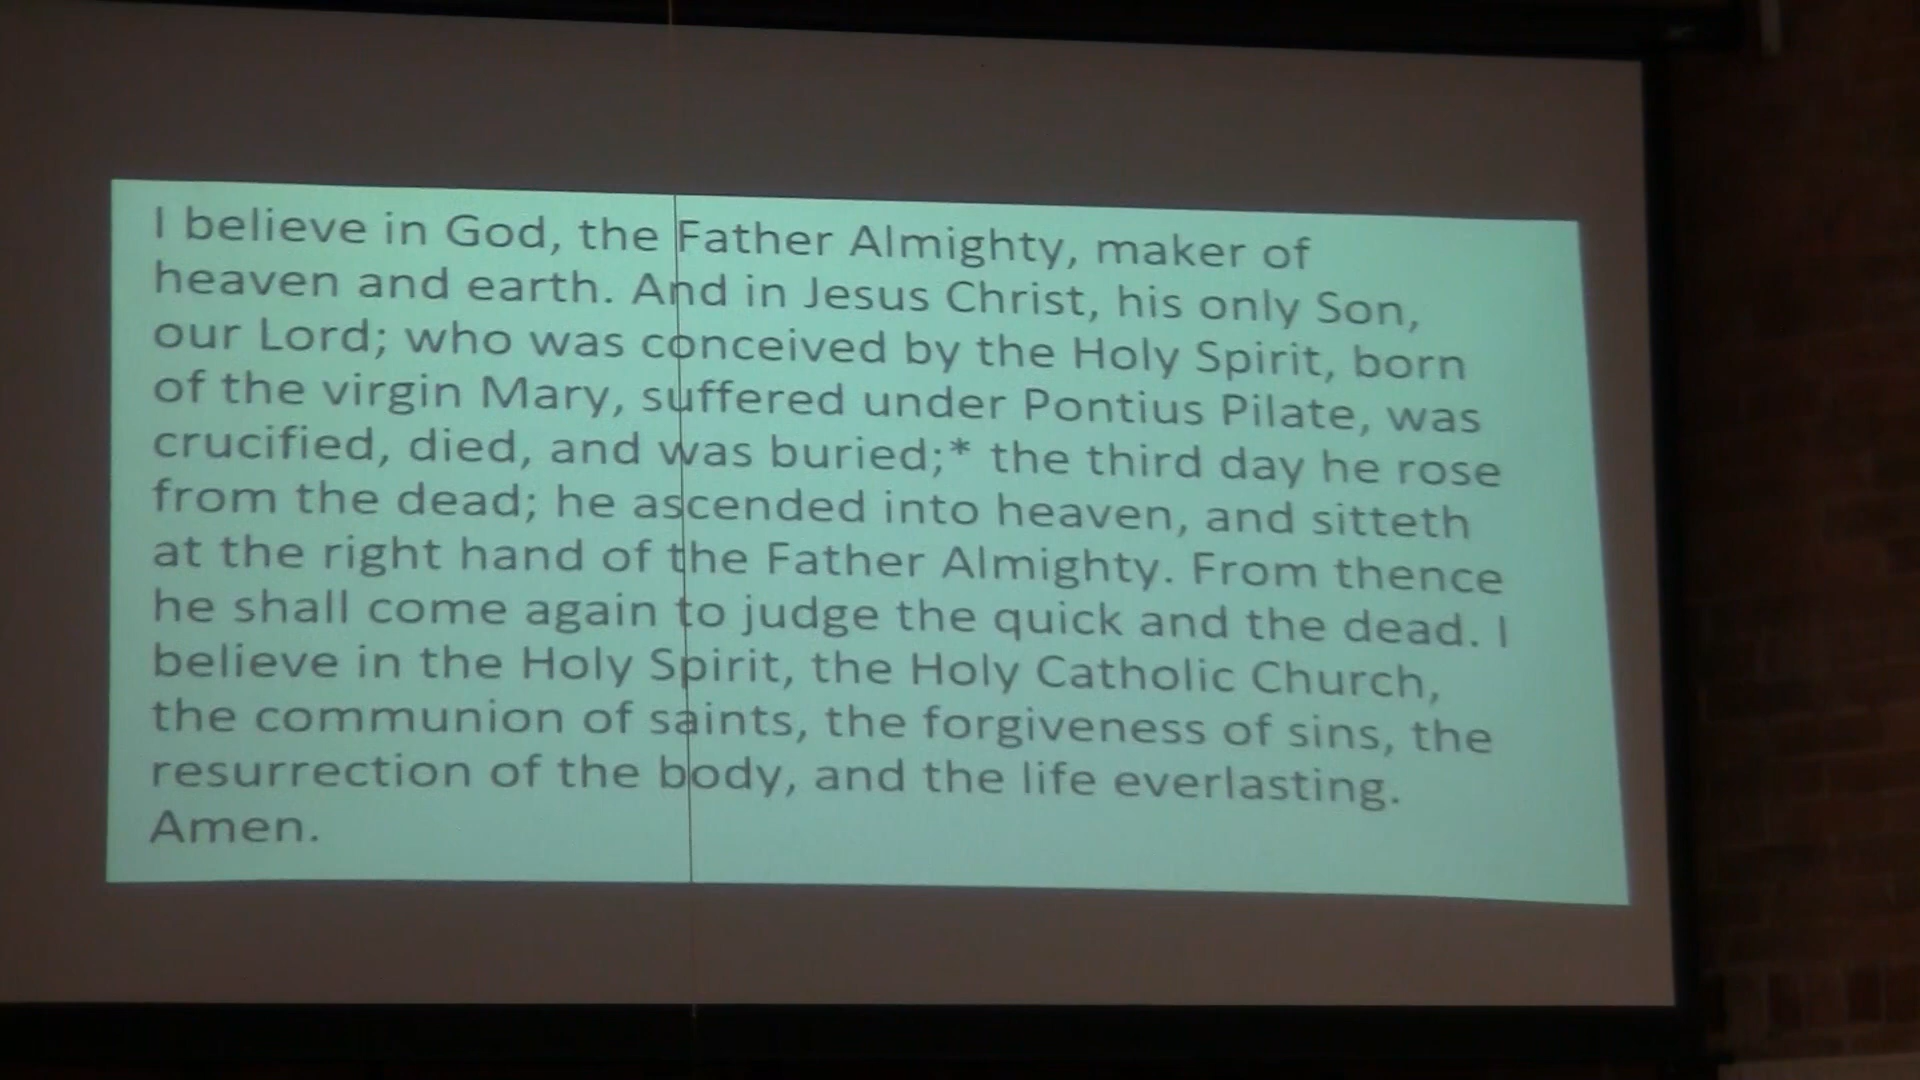 I believe in God, the Father Almighty, maker of
heaven and earth. And in Jesus Christ, his only Son,
our Lord; who was conceived by the Holy Spirit, born
of the virgin Mary, suffered under Pontius Pilate, was
crucified, died, and was buried;* the third day he rose
from the dead; he ascended into heaven, and sitteth
at the right hand of the Father Almighty. From thence
he shall come again to judge the quick and the dead. I
believe in the Holy Spirit, the Holy Catholic Church,
the communion of saints, the forgiveness of sins, the
resurrection of the body, and the life everlasting.
Amen.